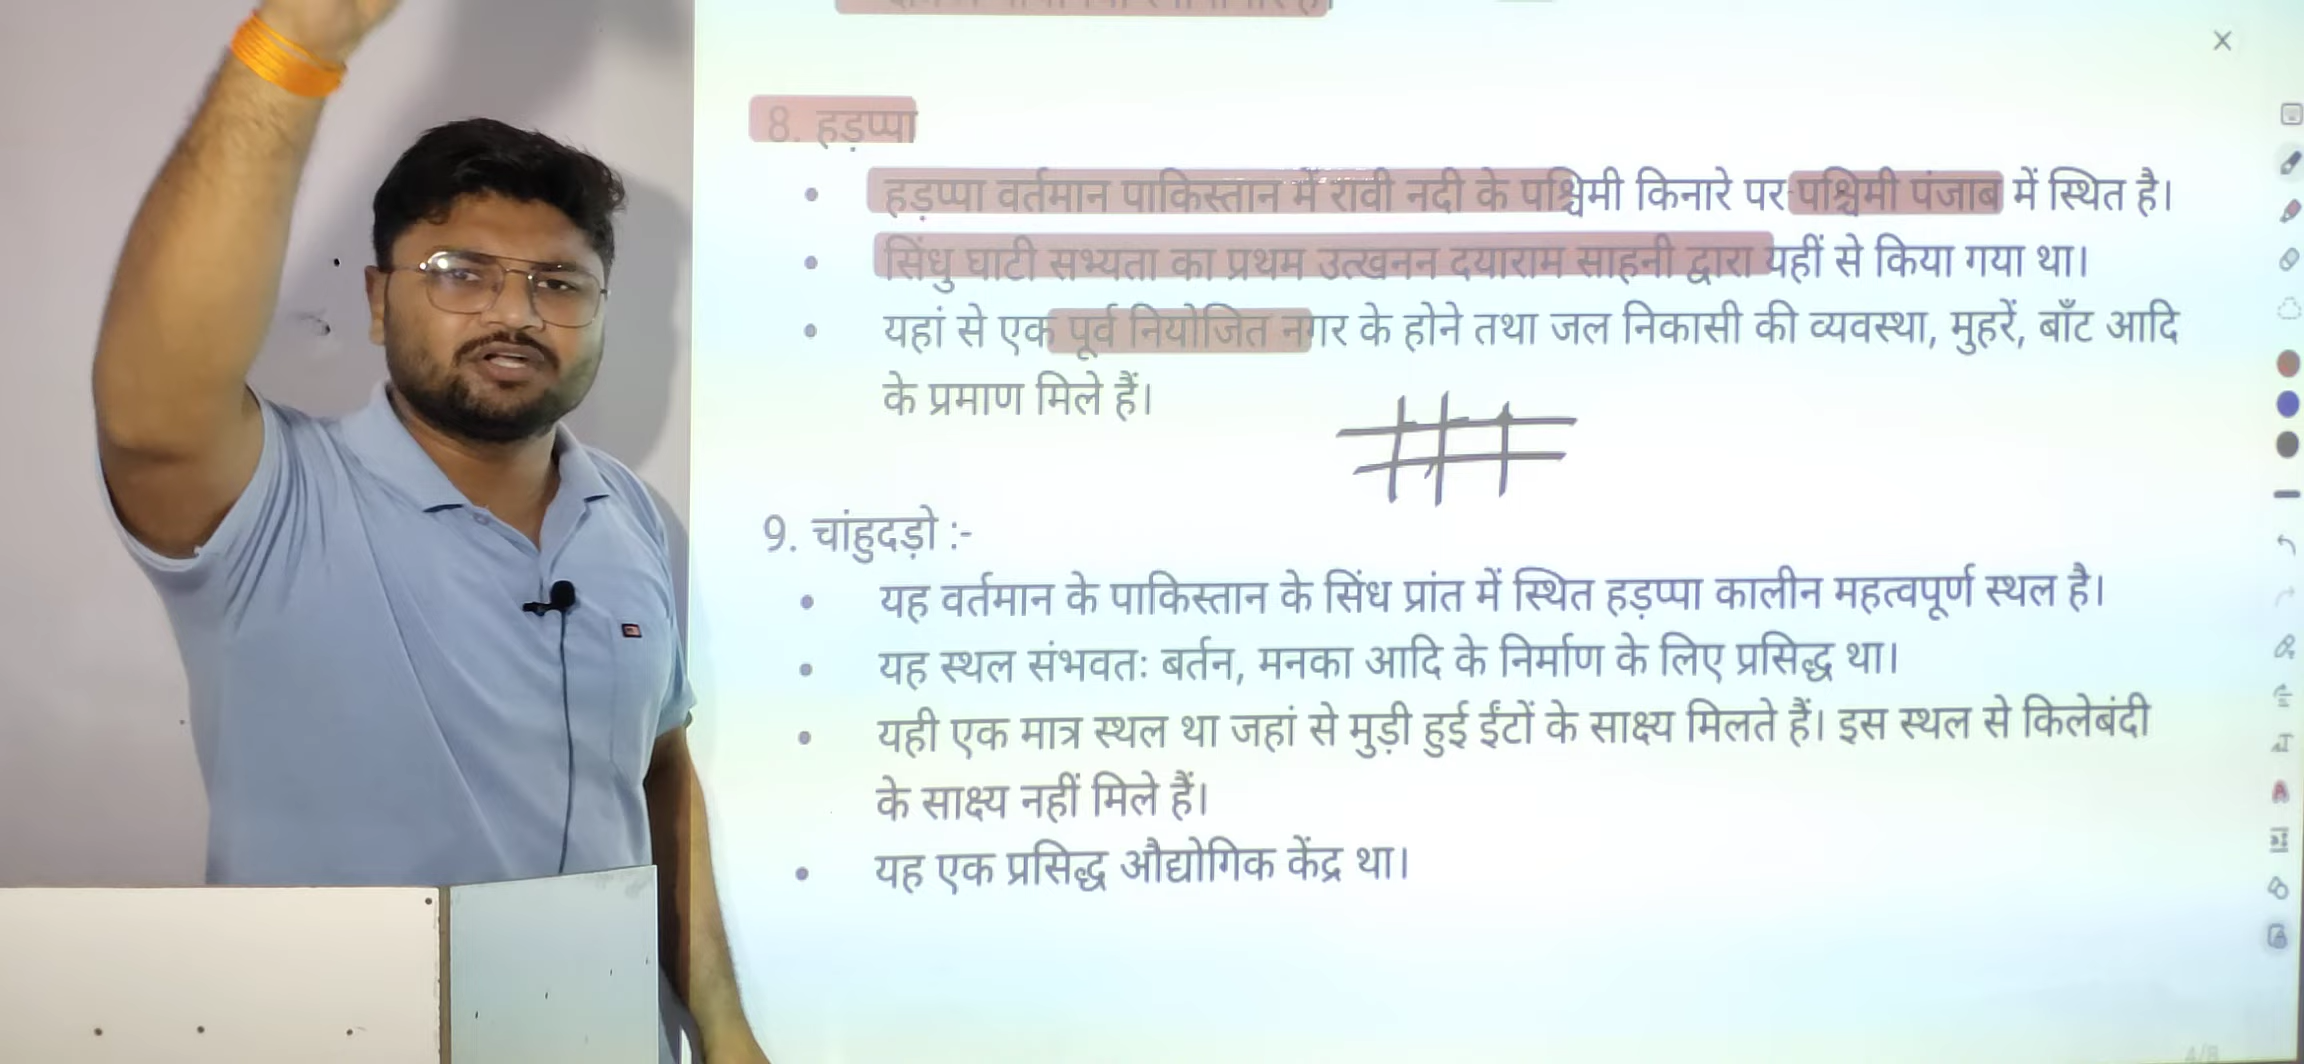 8. हड़प्पा
• हड़प्पा वर्तमान पाकिस्तान में रावी नदी के पश्चिमी किनारे पर पश्चिमी पंजाब में स्थित है।
• सिंधु घाटी सभ्यता का प्रथम उत्खनन दयाराम साहनी द्वारा यहीं से किया गया था।
• यहां से एक पूर्व नियोजित नगर के होने तथा जल निकासी की व्यवस्था, मुहरें, बाँट आदि
के प्रमाण मिले हैं।
9. चांहुदड़ो :-
• यह वर्तमान के पाकिस्तान के सिंध प्रांत में स्थित हड़प्पा कालीन महत्वपूर्ण स्थल है।
• यह स्थल संभवतः बर्तन, मनका आदि के निर्माण के लिए प्रसिद्ध था।
• यही एक मात्र स्थल था जहां से मुड़ी हुई ईंटों के साक्ष्य मिलते हैं। इस स्थल से किलेबंदी
के साक्ष्य नहीं मिले हैं।
• यह एक प्रसिद्ध औद्योगिक केंद्र था।
4/8